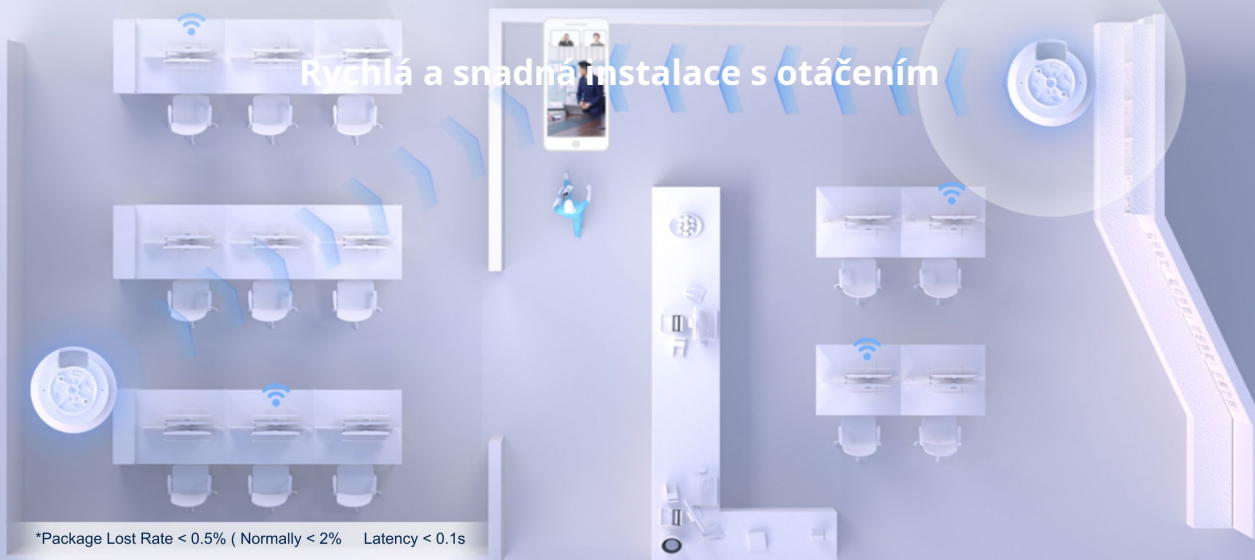 Rychlá a snadná instalace s otáčením
*Package Lost Rate < 0.5% ( Normally < 2% Latency < 0.1s